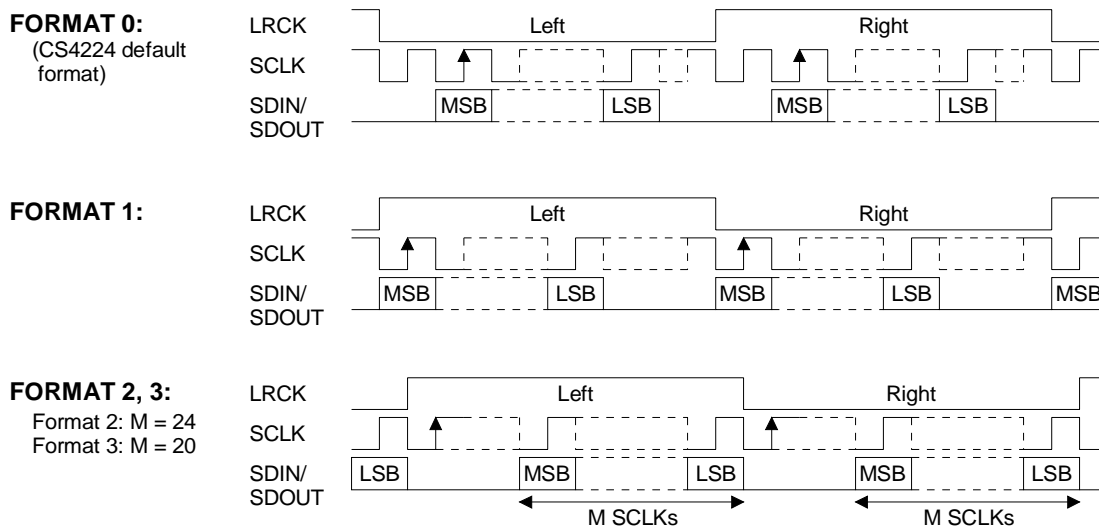 FORMAT 0:
(CS4224 default
format)
LRCK
Left
Right
SCLK
SDIN/
SDOUT
MSB
LSB
MSB
LSB
FORMAT 1:
LRCK
Left
Right
SCLK
SDIN/
SDOUT
MSB
LSB
MSB
LSB
MSB
FORMAT 2, 3:
Format 2: M = 24
Format 3: M = 20
LRCK
Left
Right
SCLK
SDIN/
SDOUT
LSB
MSB
LSB
MSB
LSB
M SCLKs
M SCLKs